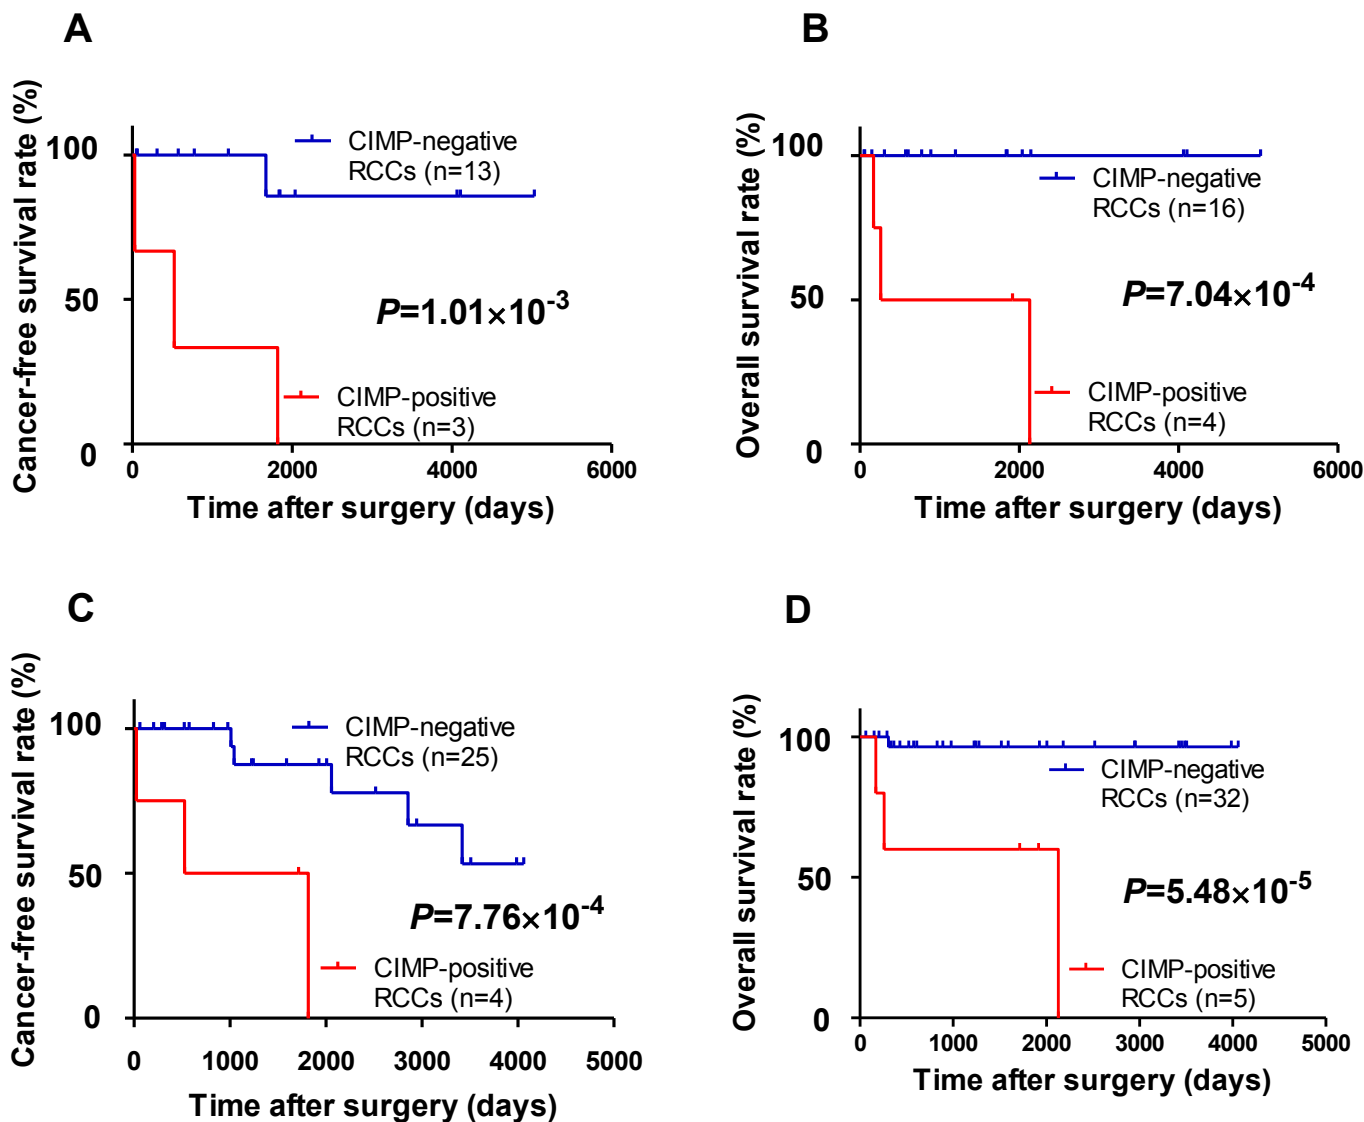 A
Cancer-free survival rate (%)
100
50
0
CIMP-negative
RCCs (n=13)
P=1.01×10-3
CIMP-positive
RCCs (n=3)
0 2000 4000 6000
Time after surgery (days)
B
Overall survival rate (%)
100
50
0
CIMP-negative
RCCs (n=16)
P=7.04×10-4
CIMP-positive
RCCs (n=4)
0 2000 4000 6000
Time after surgery (days)
C
Cancer-free survival rate (%)
100
50
0
CIMP-negative
RCCs (n=25)
P=7.76×10-4
CIMP-positive
RCCs (n=4)
0 1000 2000 3000 4000 5000
Time after surgery (days)
D
Overall survival rate (%)
100
50
0
CIMP-negative
RCCs (n=32)
P=5.48×10-5
CIMP-positive
RCCs (n=5)
0 1000 2000 3000 4000 5000
Time after surgery (days)